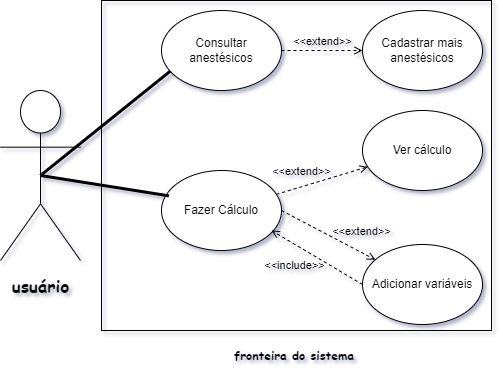 Consultar
anestésicos
<<extend>>
Cadastrar mais
anestésicos
Ver cálculo
<<extend>>
Fazer Cálculo
<<extend>>
<<include>>
Adicionar variáveis
usuário
fronteira do sistema